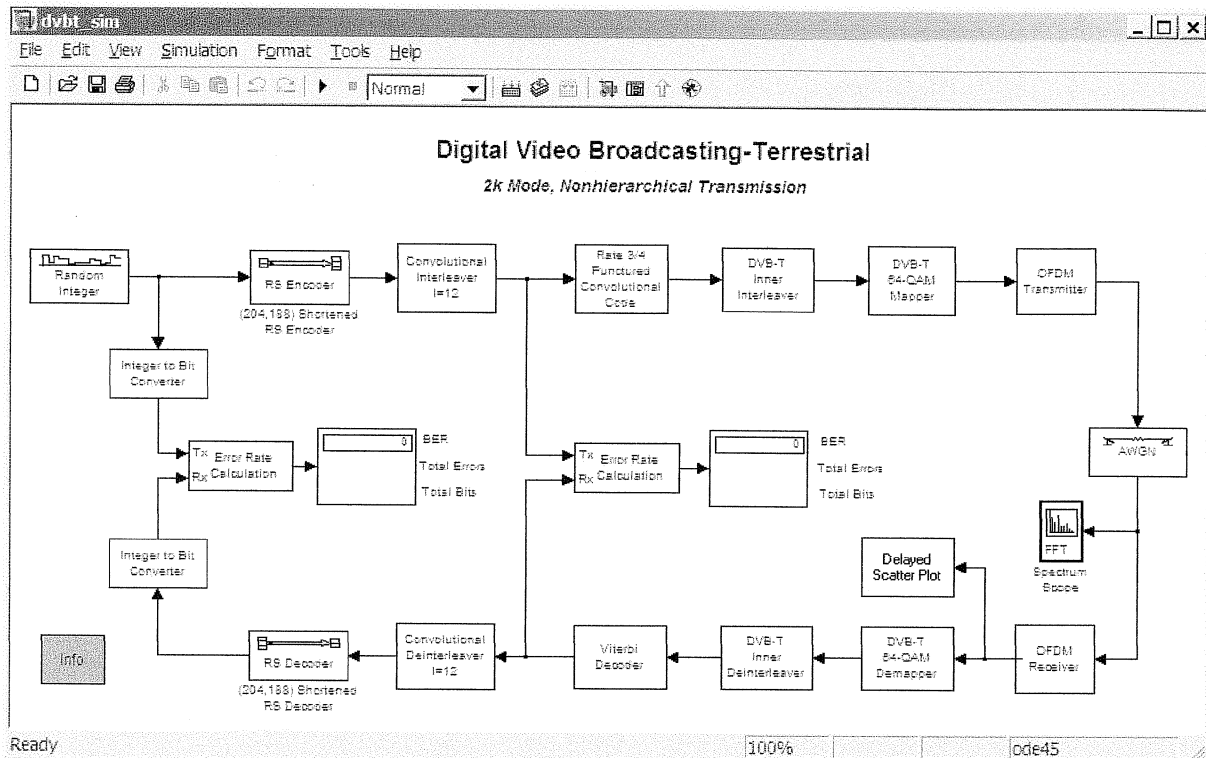 dvbt_sim
File Edit View Simulation Format Tools Help
Normal
Digital Video Broadcasting-Terrestrial
2k Mode, Nonhierarchical Transmission
Random
Integer
RS Encoder
(204,188) Shortened
RS Encoder
Convolutional
Interleaver
I=12
Rate 3/4
Punctured
Convolutional
Code
DVB-T
Inner
Interleaver
DVB-T
64-QAM
Mapper
OFDM
Transmitter
Integer to Bit
Converter
Tx
Rx
Error Rate
Calculation
0
BER
Total Errors
Total Bits
Tx
Rx
Error Rate
Calculation
0
BER
Total Errors
Total Bits
AWGN
FFT
Spectrum
Scope
Integer to Bit
Converter
Delayed
Scatter Plot
Info
RS Decoder
(204,188) Shortened
RS Decoder
Convolutional
Deinterleaver
I=12
Viterbi
Decoder
DVB-T
Inner
Deinterleaver
DVB-T
64-QAM
Demapper
OFDM
Receiver
Ready
100%
ode45